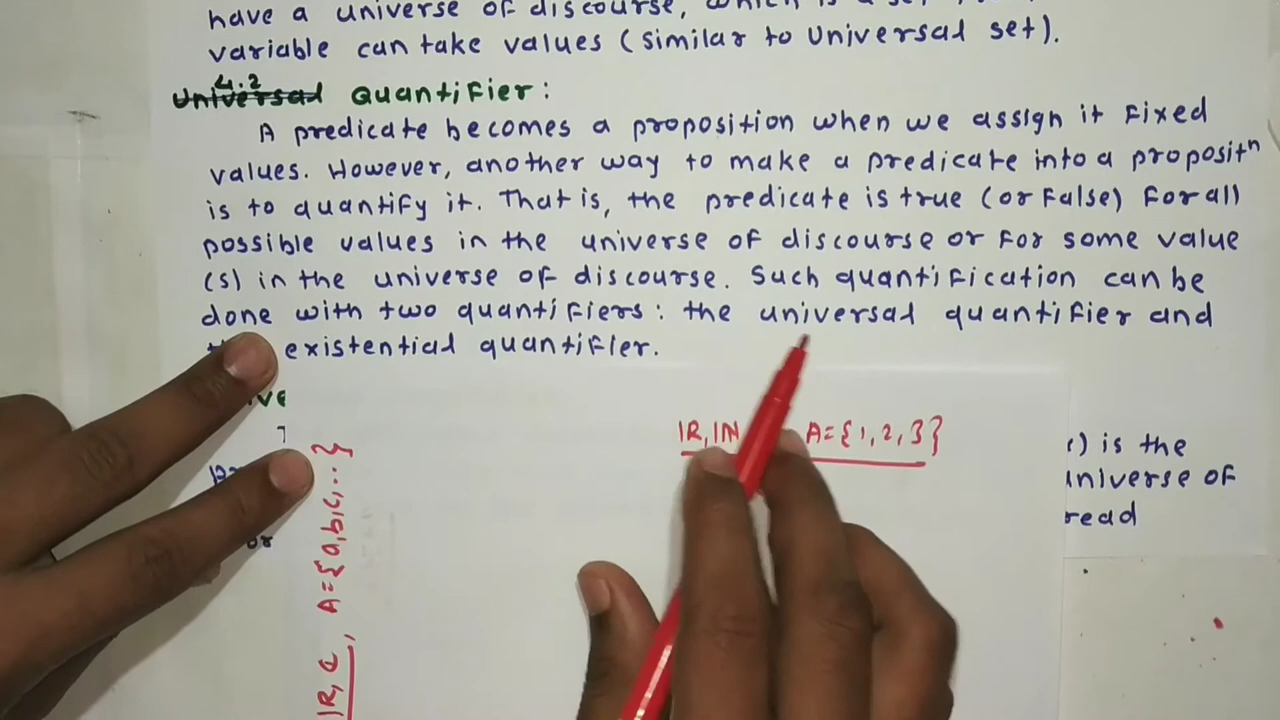 have a universe of discourse, which is a
variable can take values (similar to universal set).
4.2
Universal Quantifier:
A predicate becomes a proposition when we assign it fixed
values. However, another way to make a predicate into a propositⁿ
is to quantify it. That is, the predicate is true (or False) For all
possible values in the universe of discourse or for some value
(s) in the universe of discourse. Such quantification can be
done with two quantifiers: the universal quantifier and
existential quantifier.
IR, IN A={1, 2, 3}
is the
universe of
read
or
IR, ₵, A={a,b,c,...}